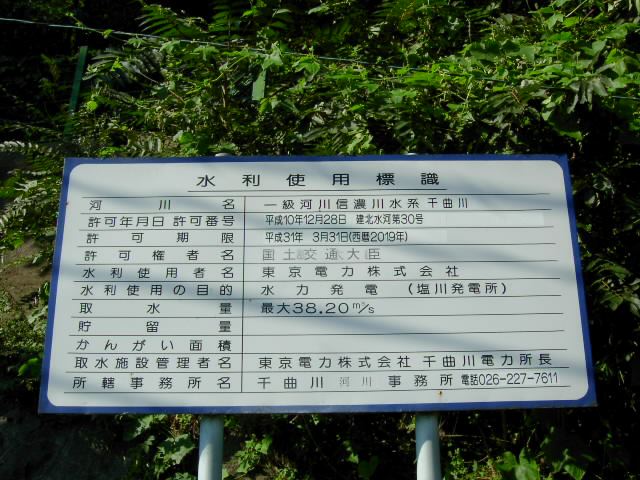 水利使用標識
河川名 一級河川信濃川水系千曲川
許可年月日 許可番号 平成10年12月28日 建北水河第30号
許可期限 平成31年 3月31日(西暦2019年)
許可権者名 国土交通大臣
水利使用者名 東京電力株式会社
水利使用の目的 水力発電 (塩川発電所)
取水量 最大38.20㎥/s
貯留量
かんがい面積
取水施設管理者名 東京電力株式会社千曲川電力所長
所轄事務所名 千曲川河川事務所 電話026-227-7611